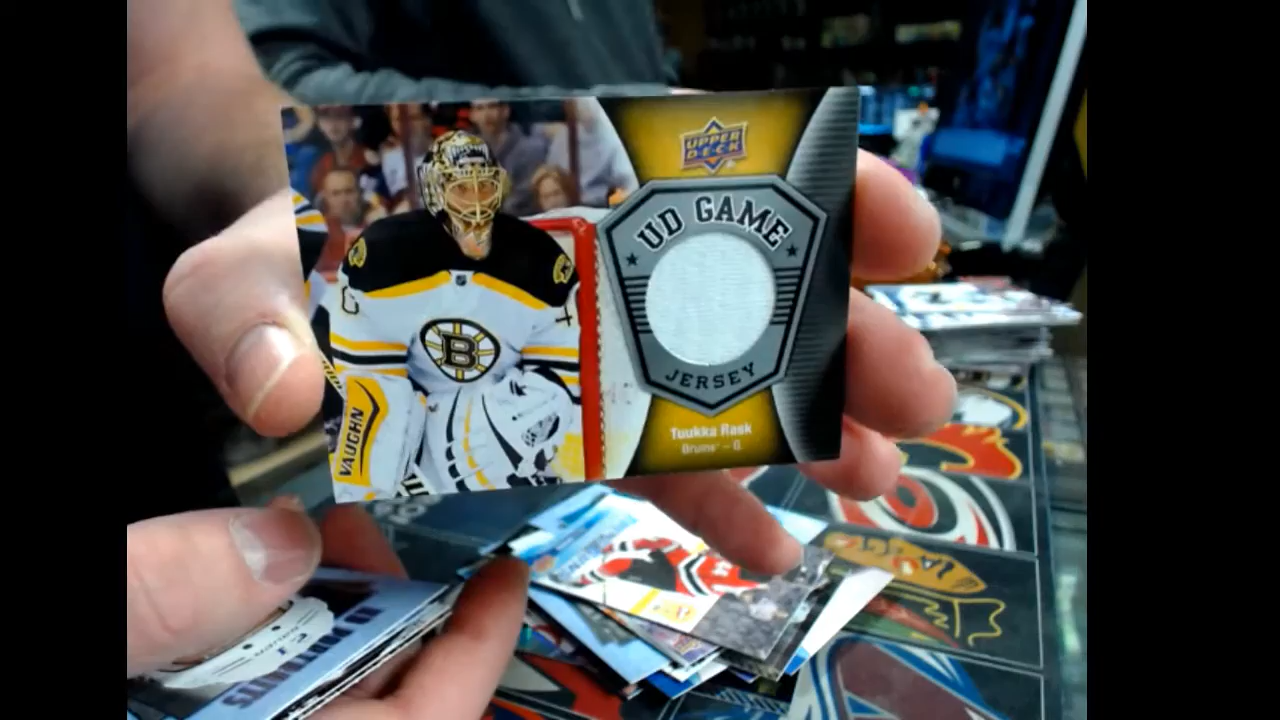 UPPER
DECK
UD GAME
JERSEY
Tuukka Rask
Bruins - G
B
VAUGHN